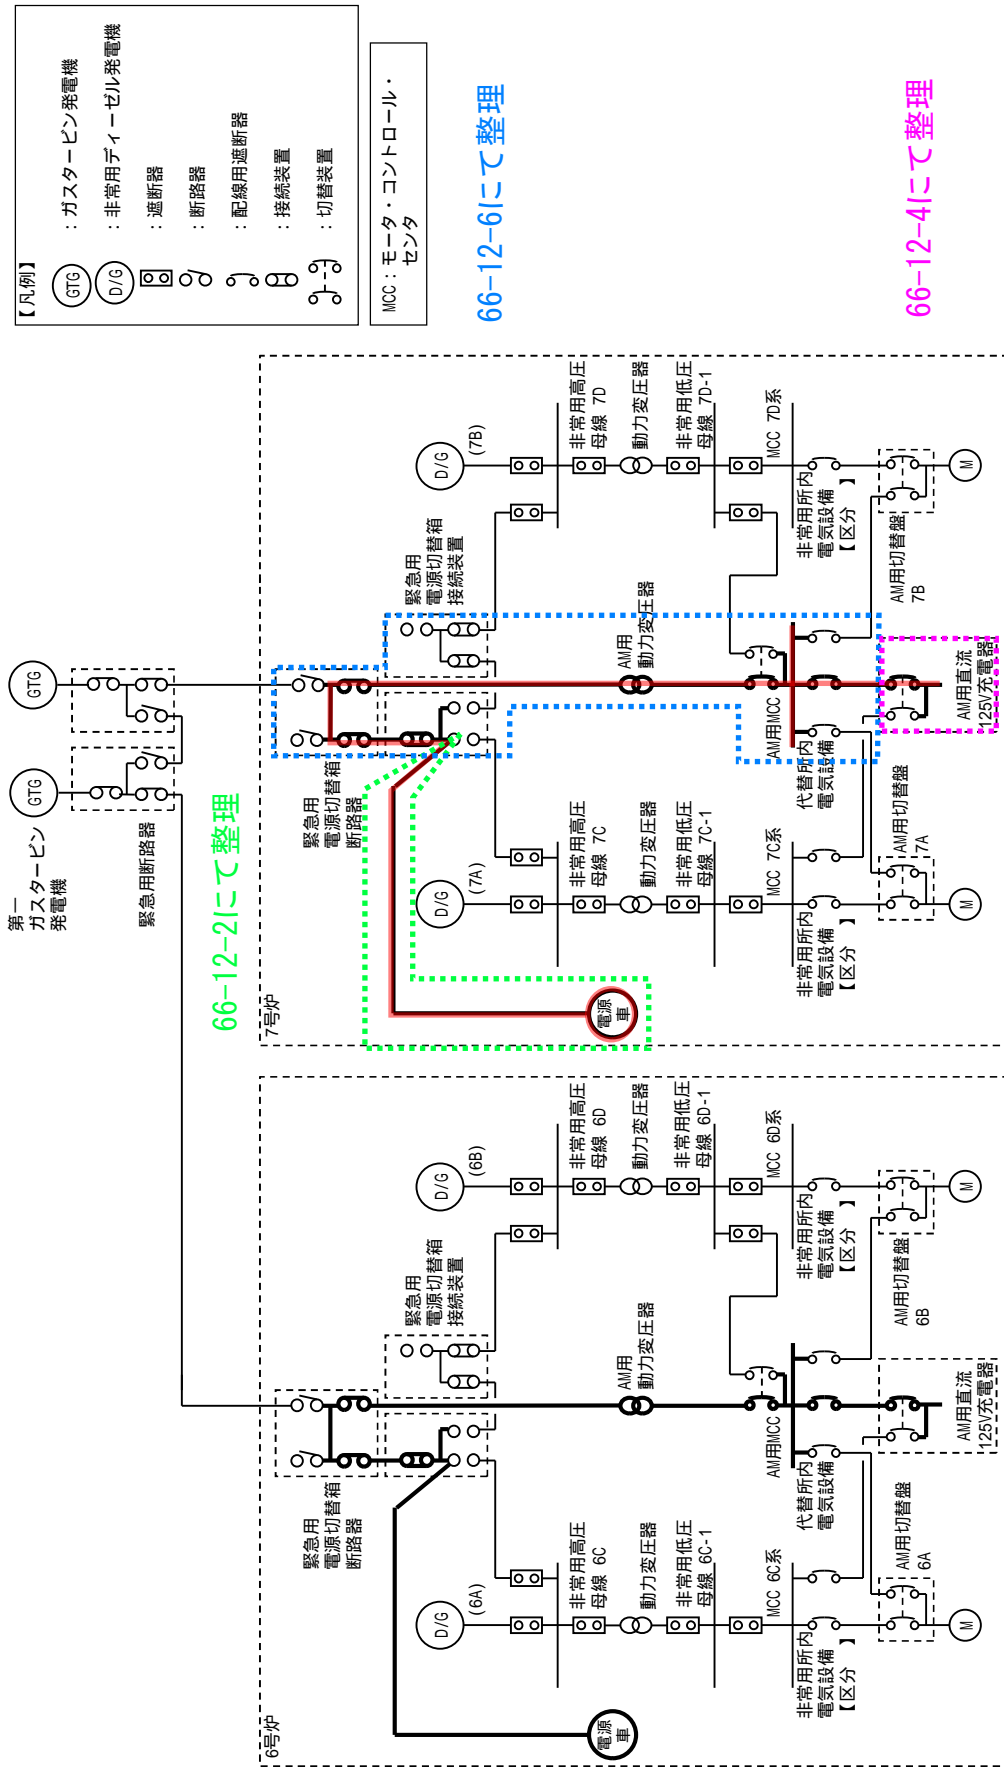 【凡例】
GTG
：ガスタービン発電機
D/G
：非常用ディーゼル発電機
：遮断器
：断路器
：配線用遮断器
：接続装置
：切替装置
MCC：モータ・コントロール・
センタ
66-12-6にて整理
66-12-4にて整理
66-12-2にて整理
第一
ガスタービン
発電機
GTG
GTG
緊急用断路器
7号炉
緊急用
電源切替箱
断路器
緊急用
電源切替箱
接続装置
D/G
(7B)
非常用高圧
母線 7D
動力変圧器
非常用低圧
母線 7D-1
MCC 7D系
非常用所内
電気設備
【区分　】
AM用切替盤
7B
M
AM用
動力変圧器
AM用MCC
代替所内
電気設備
AM用直流
125V充電器
D/G
(7A)
非常用高圧
母線 7C
動力変圧器
非常用低圧
母線 7C-1
MCC 7C系
非常用所内
電気設備
【区分　】
AM用切替盤
7A
M
電源
車
6号炉
緊急用
電源切替箱
断路器
緊急用
電源切替箱
接続装置
D/G
(6B)
非常用高圧
母線 6D
動力変圧器
非常用低圧
母線 6D-1
MCC 6D系
非常用所内
電気設備
【区分　】
AM用切替盤
6B
M
AM用
動力変圧器
AM用MCC
代替所内
電気設備
AM用直流
125V充電器
D/G
(6A)
非常用高圧
母線 6C
動力変圧器
非常用低圧
母線 6C-1
MCC 6C系
非常用所内
電気設備
【区分　】
AM用切替盤
6A
M
電源
車